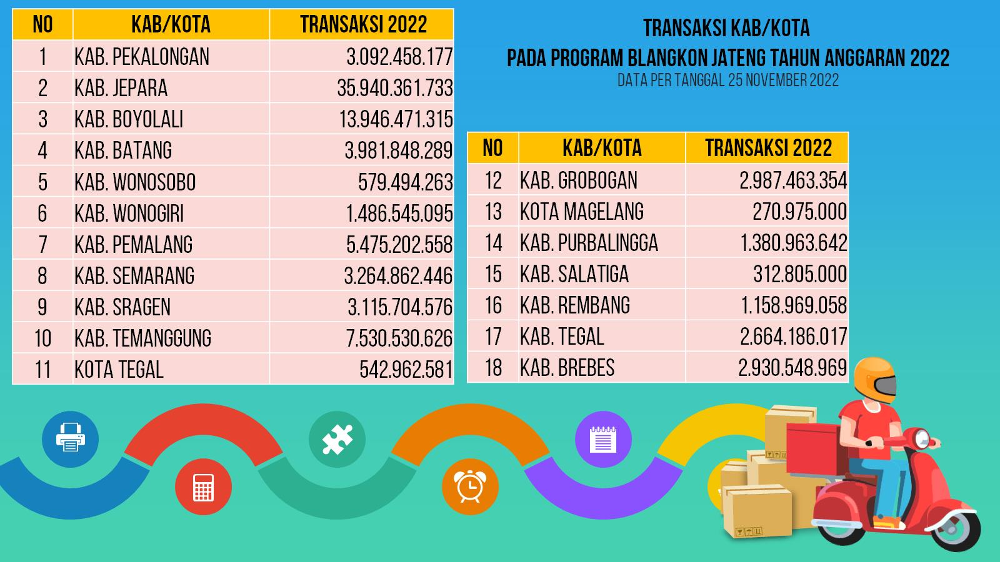 NO KAB/KOTA TRANSAKSI 2022
1 KAB. PEKALONGAN 3.092.458.177
2 KAB. JEPARA 35.940.361.733
3 KAB. BOYOLALI 13.946.471.315
4 KAB. BATANG 3.981.848.289
5 KAB. WONOSOBO 579.494.263
6 KAB. WONOGIRI 1.486.545.095
7 KAB. PEMALANG 5.475.202.558
8 KAB. SEMARANG 3.264.862.446
9 KAB. SRAGEN 3.115.704.576
10 KAB. TEMANGGUNG 7.530.530.626
11 KOTA TEGAL 542.962.581
TRANSAKSI KAB/KOTA
PADA PROGRAM BLANGKON JATENG TAHUN ANGGARAN 2022
DATA PER TANGGAL 25 NOVEMBER 2022
NO KAB/KOTA TRANSAKSI 2022
12 KAB. GROBOGAN 2.987.463.354
13 KOTA MAGELANG 270.975.000
14 KAB. PURBALINGGA 1.380.963.642
15 KAB. SALATIGA 312.805.000
16 KAB. REMBANG 1.158.969.058
17 KAB. TEGAL 2.664.186.017
18 KAB. BREBES 2.930.548.969